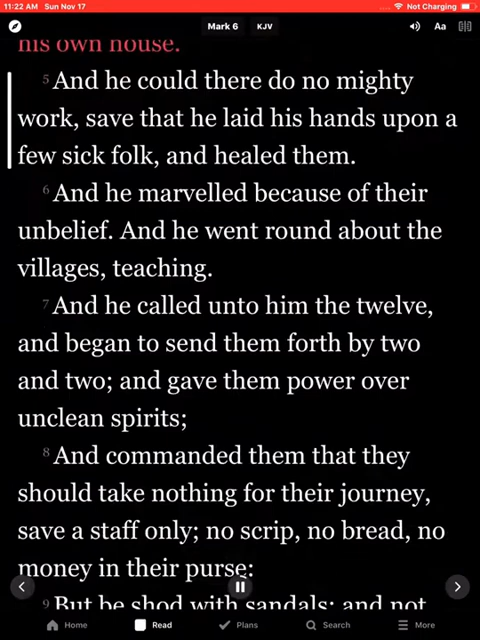 11:22 AM Sun Nov 17
Not Charging
Mark 6 KJV
Aa
his own house.
5 And he could there do no mighty
work, save that he laid his hands upon a
few sick folk, and healed them.
6 And he marvelled because of their
unbelief. And he went round about the
villages, teaching.
7 And he called unto him the twelve,
and began to send them forth by two
and two; and gave them power over
unclean spirits;
8 And commanded them that they
should take nothing for their journey,
save a staff only; no scrip, no bread, no
money in their purse:
9 But be shod with sandals; and not
Home Read Plans Search More